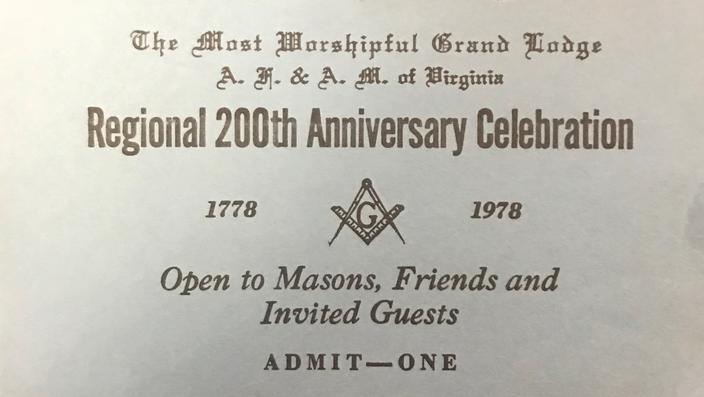 The Most Worshipful Grand Lodge
A. F. & A. M. of Virginia
Regional 200th Anniversary Celebration
1778 G 1978
Open to Masons, Friends and
Invited Guests
ADMIT—ONE